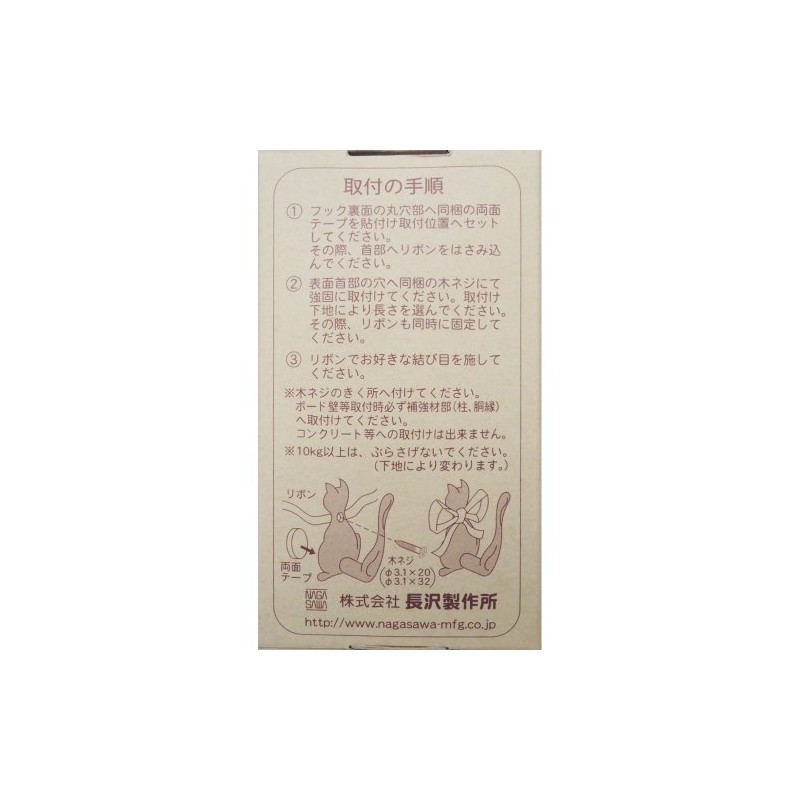 取付の手順
① フック裏面の丸穴部へ同梱の両面
テープを貼付け取付位置へセット
してください。
その際、首部へリボンをはさみ込
んでください。
② 表面首部の穴へ同梱の木ネジにて
強固に取付けてください。取付け
下地により長さを選んでください。
その際、リボンも同時に固定して
ください。
③ リボンでお好きな結び目を施して
ください。
※木ネジのきく所へ付けてください。
ボード壁等取付時必ず補強材部(柱、胴縁)
へ取付けてください。
コンクリート等への取付けは出来ません。
※10kg以上は、ぶらさげないでください。
(下地により変わります。)
リボン
両面
テープ
木ネジ
(φ3.1×20)
(φ3.1×32)
NAGA
SAWA
株式会社 長沢製作所
http://www.nagasawa-mfg.co.jp